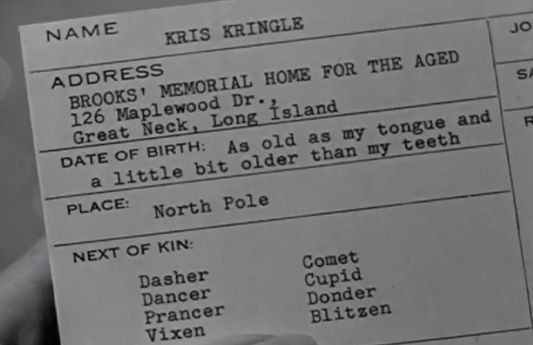 NAME KRIS KRINGLE
ADDRESS
BROOKS' MEMORIAL HOME FOR THE AGED
126 Maplewood Dr.,
Great Neck, Long Island
DATE OF BIRTH: As old as my tongue and
a little bit older than my teeth
PLACE: North Pole
NEXT OF KIN:
Dasher Comet
Dancer Cupid
Prancer Donder
Vixen Blitzen
JO
SA
R